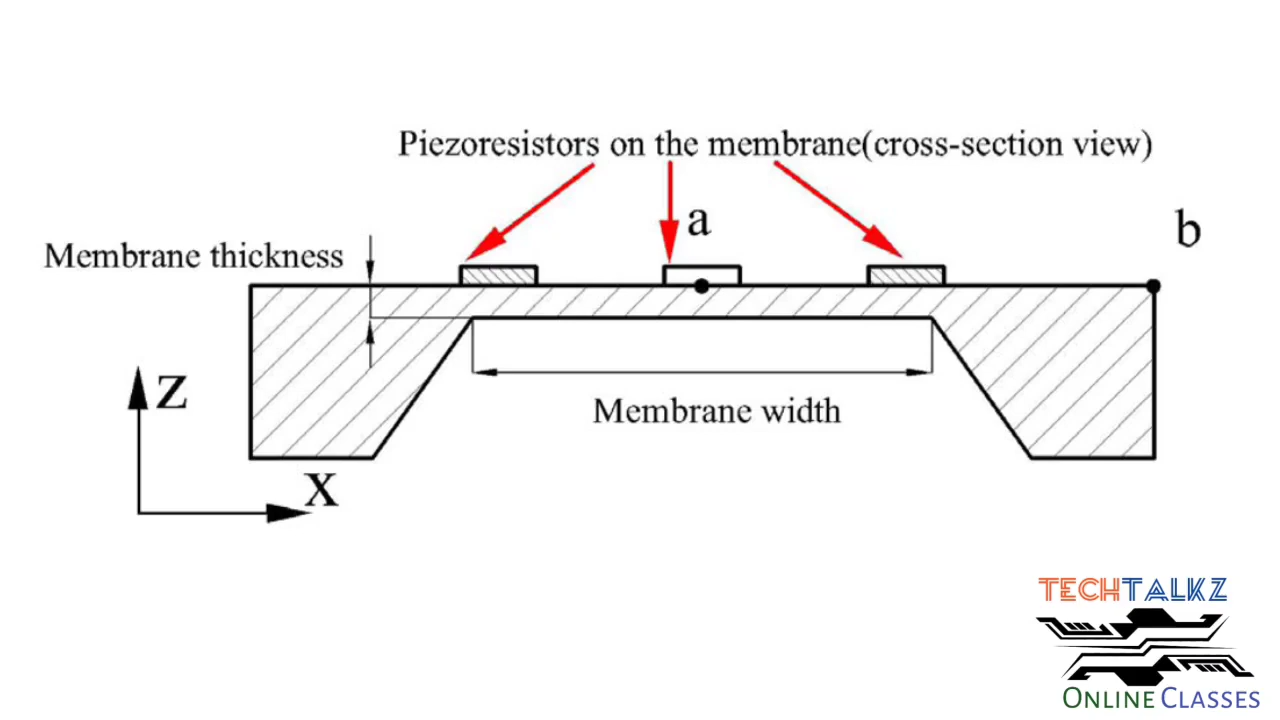 Piezoresistors on the membrane(cross-section view)
a
b
Membrane thickness
Z
Membrane width
X
TECHTALKZ
ONLINE CLASSES